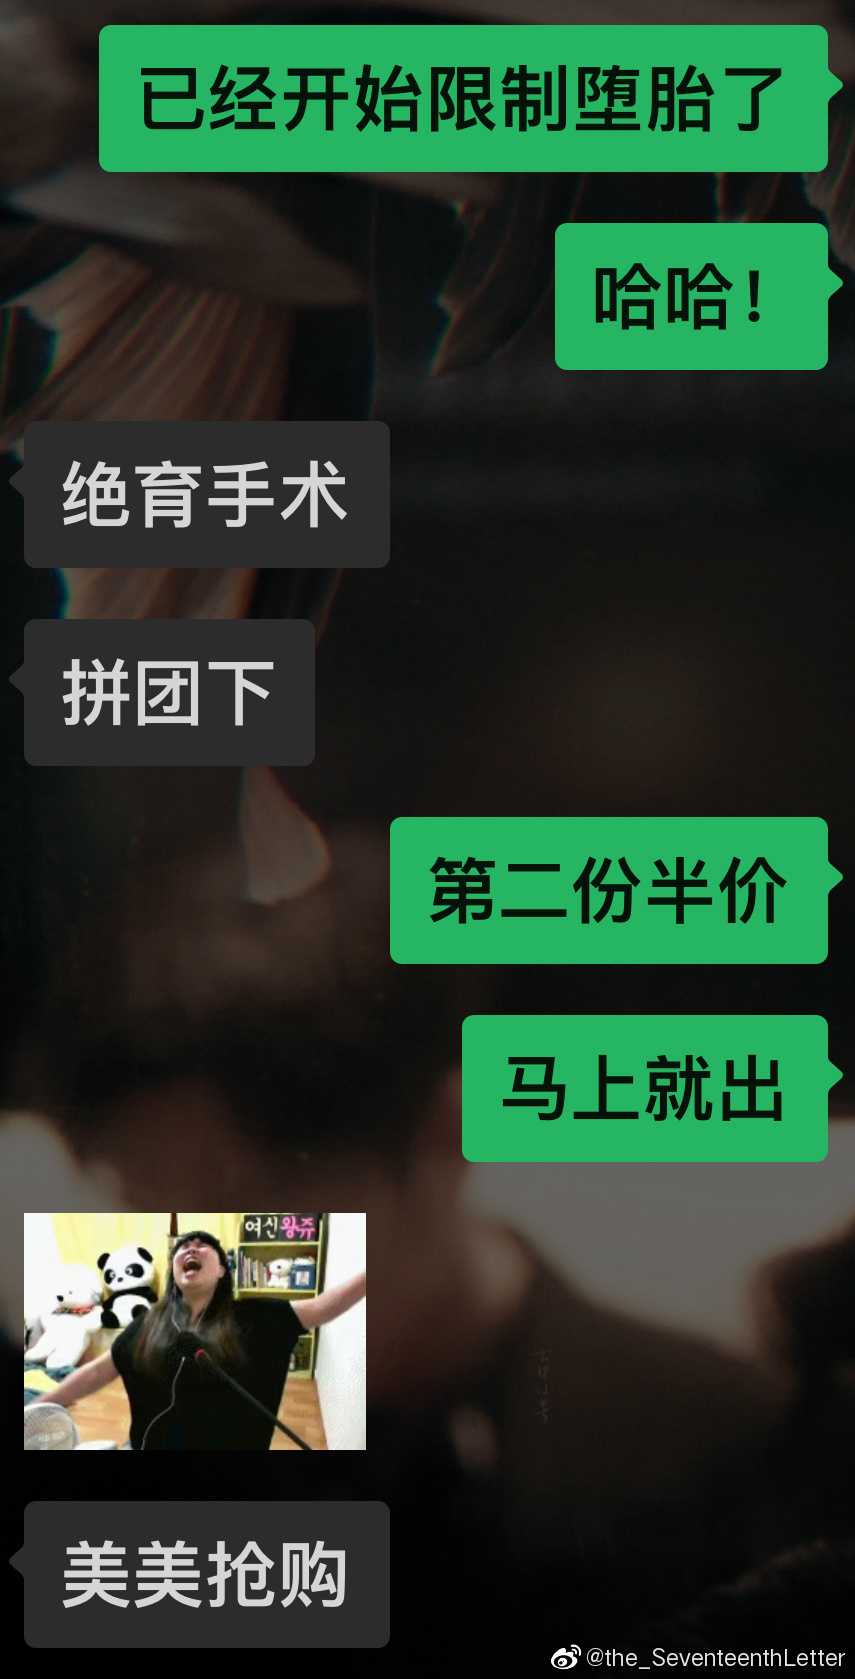 已经开始限制堕胎了
哈哈！
绝育手术
拼团下
第二份半价
马上就出
여신왕쥬
美美抢购
@the_SeventeenthLetter